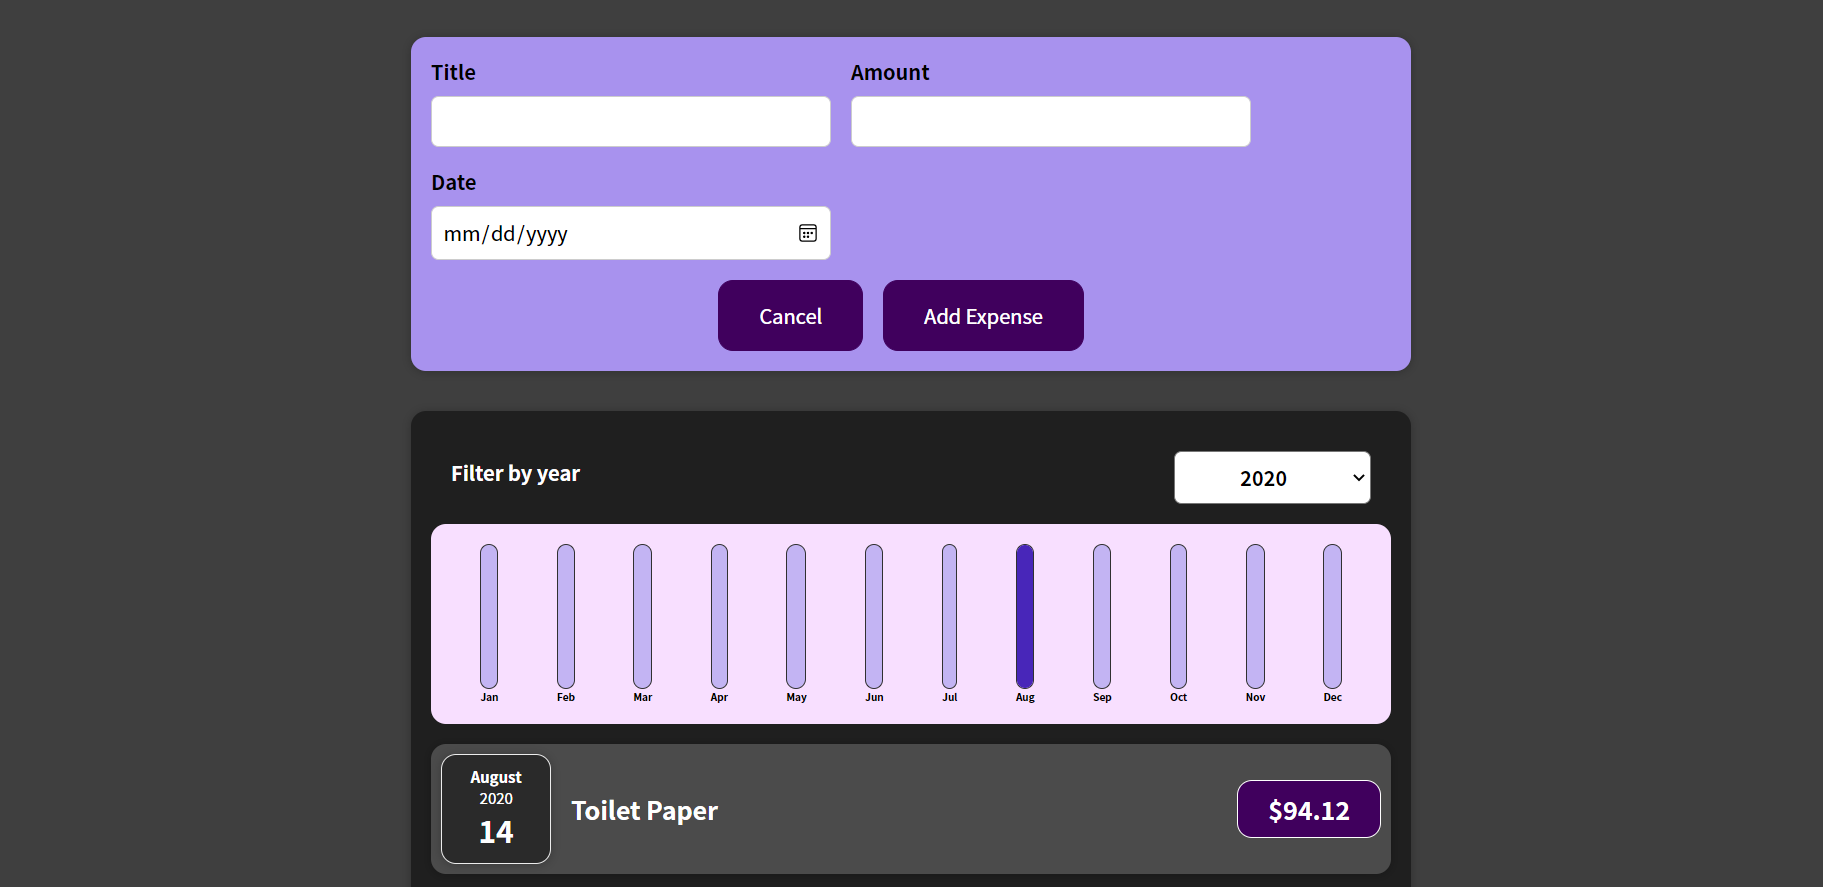 Title Amount
Date
mm/dd/yyyy
Cancel Add Expense
Filter by year 2020
Jan Feb Mar Apr May Jun Jul Aug Sep Oct Nov Dec
August
2020
14
Toilet Paper
$94.12